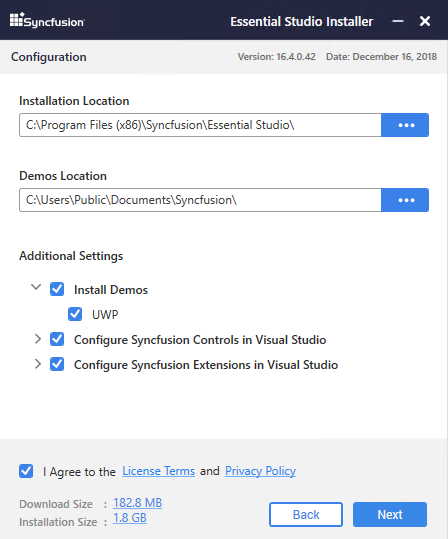 Syncfusion Essential Studio Installer
Configuration Version: 16.4.0.42 Date: December 16, 2018
Installation Location
C:\Program Files (x86)\Syncfusion\Essential Studio\
Demos Location
C:\Users\Public\Documents\Syncfusion\
Additional Settings
Install Demos
UWP
Configure Syncfusion Controls in Visual Studio
Configure Syncfusion Extensions in Visual Studio
I Agree to the License Terms and Privacy Policy
Download Size : 182.8 MB
Installation Size : 1.8 GB
Back Next